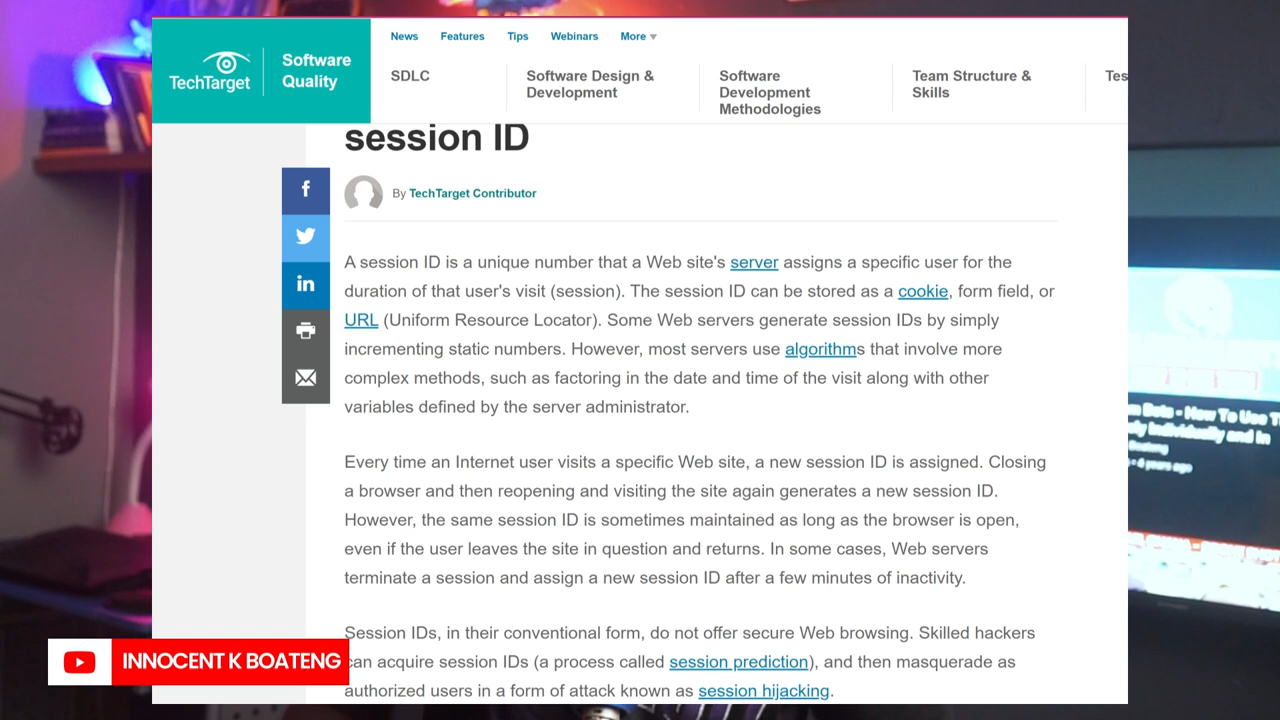 News Features Tips Webinars More
TechTarget
Software
Quality
SDLC
Software Design &
Development
Software
Development
Methodologies
Team Structure &
Skills
Tes
session ID
By TechTarget Contributor
A session ID is a unique number that a Web site's server assigns a specific user for the
duration of that user's visit (session). The session ID can be stored as a cookie, form field, or
URL (Uniform Resource Locator). Some Web servers generate session IDs by simply
incrementing static numbers. However, most servers use algorithms that involve more
complex methods, such as factoring in the date and time of the visit along with other
variables defined by the server administrator.
Every time an Internet user visits a specific Web site, a new session ID is assigned. Closing
a browser and then reopening and visiting the site again generates a new session ID.
However, the same session ID is sometimes maintained as long as the browser is open,
even if the user leaves the site in question and returns. In some cases, Web servers
terminate a session and assign a new session ID after a few minutes of inactivity.
Session IDs, in their conventional form, do not offer secure Web browsing. Skilled hackers
can acquire session IDs (a process called session prediction), and then masquerade as
authorized users in a form of attack known as session hijacking.
INNOCENT K BOATENG
Bots - How To Use
Individually and In
years ago